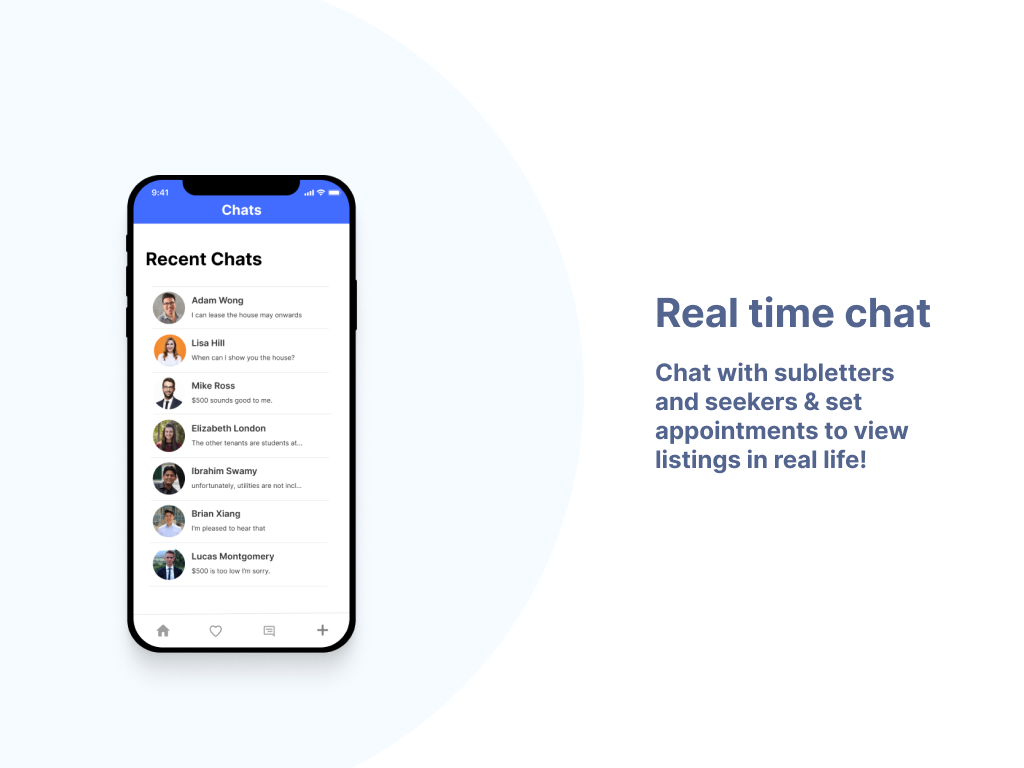 9:41
Chats
Recent Chats
Adam Wong
I can lease the house may onwards
Lisa Hill
When can I show you the house?
Mike Ross
$500 sounds good to me.
Elizabeth London
The other tenants are students at...
Ibrahim Swamy
unfortunately, utilities are not incl...
Brian Xiang
I'm pleased to hear that
Lucas Montgomery
$500 is too low I'm sorry.
Real time chat
Chat with subletters
and seekers & set
appointments to view
listings in real life!